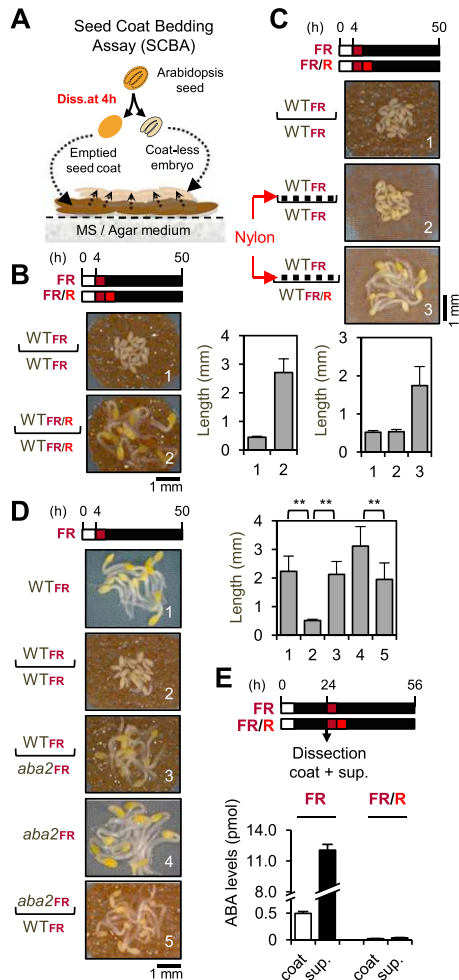 A
Seed Coat Bedding
Assay (SCBA)
Arabidopsis
seed
Diss.at 4h
Emptied
seed coat
Coat-less
embryo
MS / Agar medium
B
(h) 0 4 50
FR
FR/R
WTFR
WTFR
1
WTFR/R
WTFR/R
2
1 mm
Length (mm)
4
3
2
1
0
1 2
C
(h) 0 4 50
FR
FR/R
WTFR
WTFR
1
WTFR
WTFR
2
Nylon
WTFR
WTFR/R
3
1 mm
Length (mm)
3
2
1
0
1 2 3
D
(h) 0 4 50
FR
WTFR
1
WTFR
WTFR
2
WTFR
aba2FR
3
aba2FR
4
aba2FR
WTFR
5
1 mm
** ** **
Length (mm)
4
3
2
1
0
1 2 3 4 5
E
(h) 0 24 56
FR
FR/R
Dissection
coat + sup.
FR FR/R
ABA levels (pmol)
14.0
8.0
0.5
0
coat sup. coat sup.